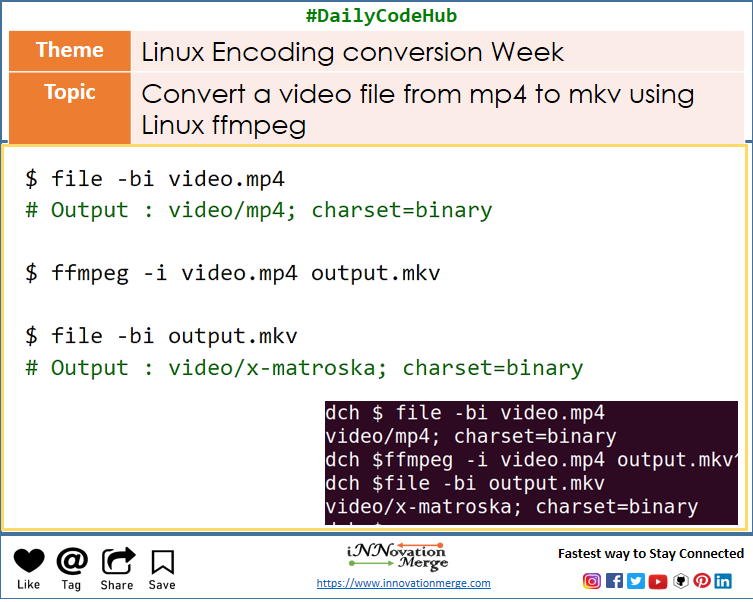 #DailyCodeHub
Theme
Linux Encoding conversion Week
Topic
Convert a video file from mp4 to mkv using
Linux ffmpeg
$ file -bi video.mp4
# Output : video/mp4; charset=binary
$ ffmpeg -i video.mp4 output.mkv
$ file -bi output.mkv
# Output : video/x-matroska; charset=binary
dch $ file -bi video.mp4
video/mp4; charset=binary
dch $ffmpeg -i video.mp4 output.mkv^
dch $file -bi output.mkv
video/x-matroska; charset=binary
Like
Tag
Share
Save
iNNovation
Merge
https://www.innovationmerge.com
Fastest way to Stay Connected